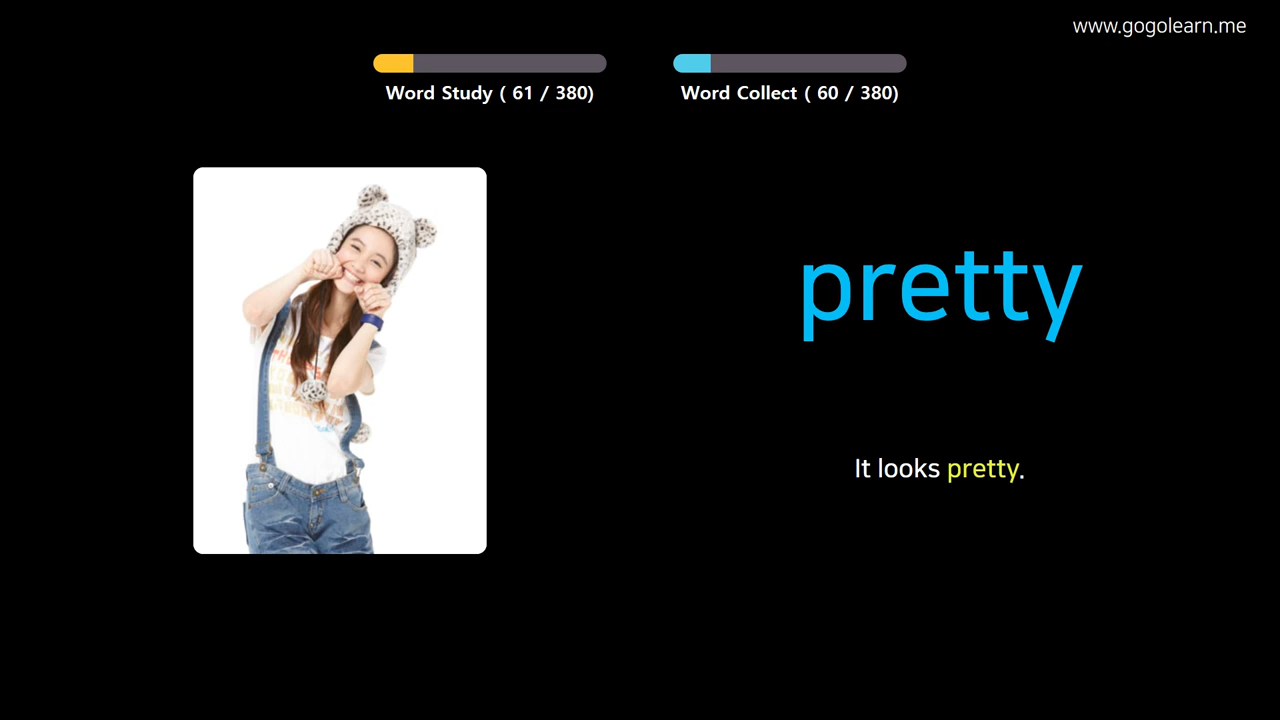 www.gogolearn.me
Word Study ( 61 / 380)
Word Collect ( 60 / 380)
pretty
It looks pretty.